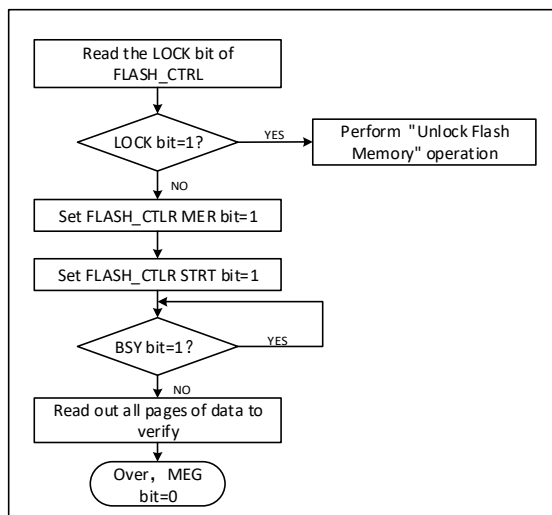 Read the LOCK bit of
FLASH_CTRL
LOCK bit=1?
YES
Perform "Unlock Flash
Memory" operation
NO
Set FLASH_CTLR MER bit=1
Set FLASH_CTLR STRT bit=1
BSY bit=1?
YES
NO
Read out all pages of data to
verify
Over，MEG
bit=0